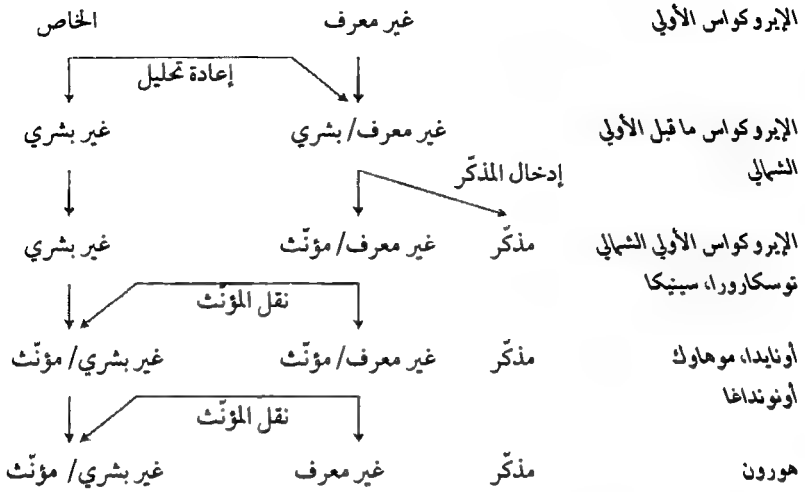 الإيروكواس الأولي غير معرف الخاص
إعادة تحليل
الإيروكواس ما قبل الأولي غير معرف/ بشري غير بشري
الشمالي
إدخال المذكّر
الإيروكواس الأولي الشمالي مذكّر غير معرف/ مؤنّث غير بشري
توسكارورا، سينيكا
نقل المؤنّث
أونايدا، موهاوك مذكّر غير معرف/ مؤنّث غير بشري/ مؤنّث
أونونداغا
نقل المؤنّث
هورون مذكّر غير معرف غير بشري/ مؤنّث